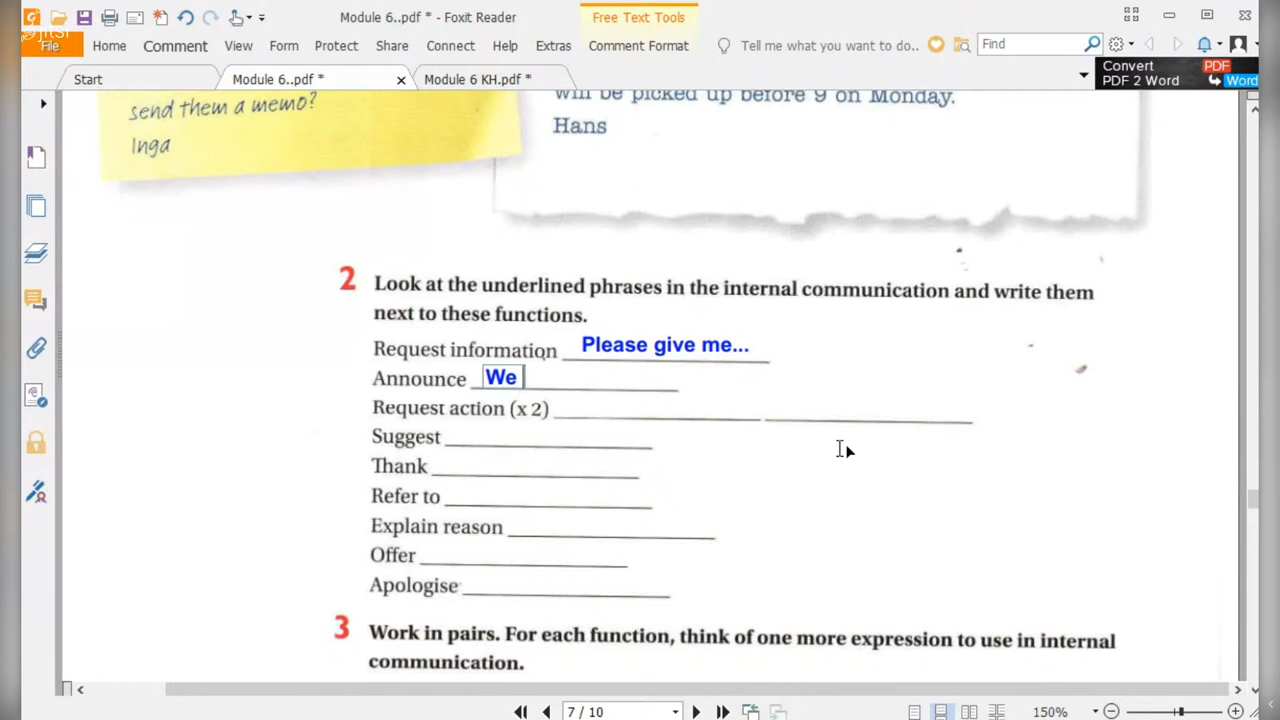 Module 6..pdf * - Foxit Reader
Free Text Tools
jitsi
File
Home
Comment
View
Form
Protect
Share
Connect
Help
Extras
Comment Format
Tell me what you want to do..
Find
Start
Module 6..pdf *
Module 6 KH.pdf *
Convert
PDF 2 Word
PDF
Word
send them a memo?
Inga
will be picked up before 9 on Monday.
Hans
2 Look at the underlined phrases in the internal communication and write them
next to these functions.
Request information Please give me...
Announce We
Request action (x 2)
Suggest
Thank
Refer to
Explain reason
Offer
Apologise
3 Work in pairs. For each function, think of one more expression to use in internal
communication.
7 / 10
150%